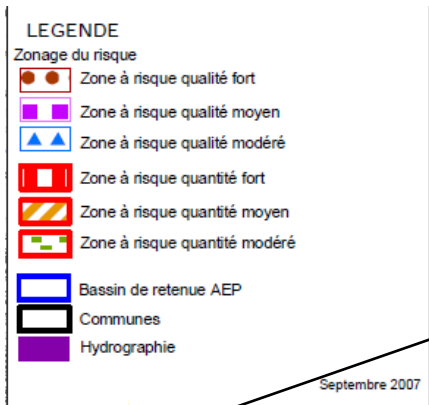 LEGENDE
Zonage du risque
Zone à risque qualité fort
Zone à risque qualité moyen
Zone à risque qualité modéré
Zone à risque quantité fort
Zone à risque quantité moyen
Zone à risque quantité modéré
Bassin de retenue AEP
Communes
Hydrographie
Septembre 2007